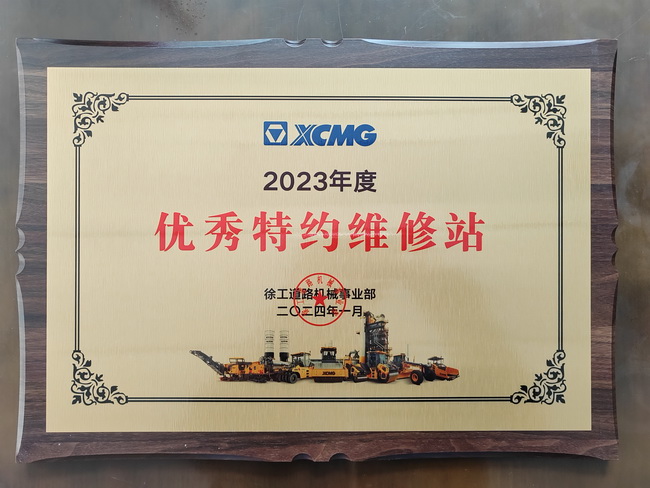 XCMG
2023年度
优秀特约维修站
徐工道路机械事业部
二〇二四年一月
XCMG